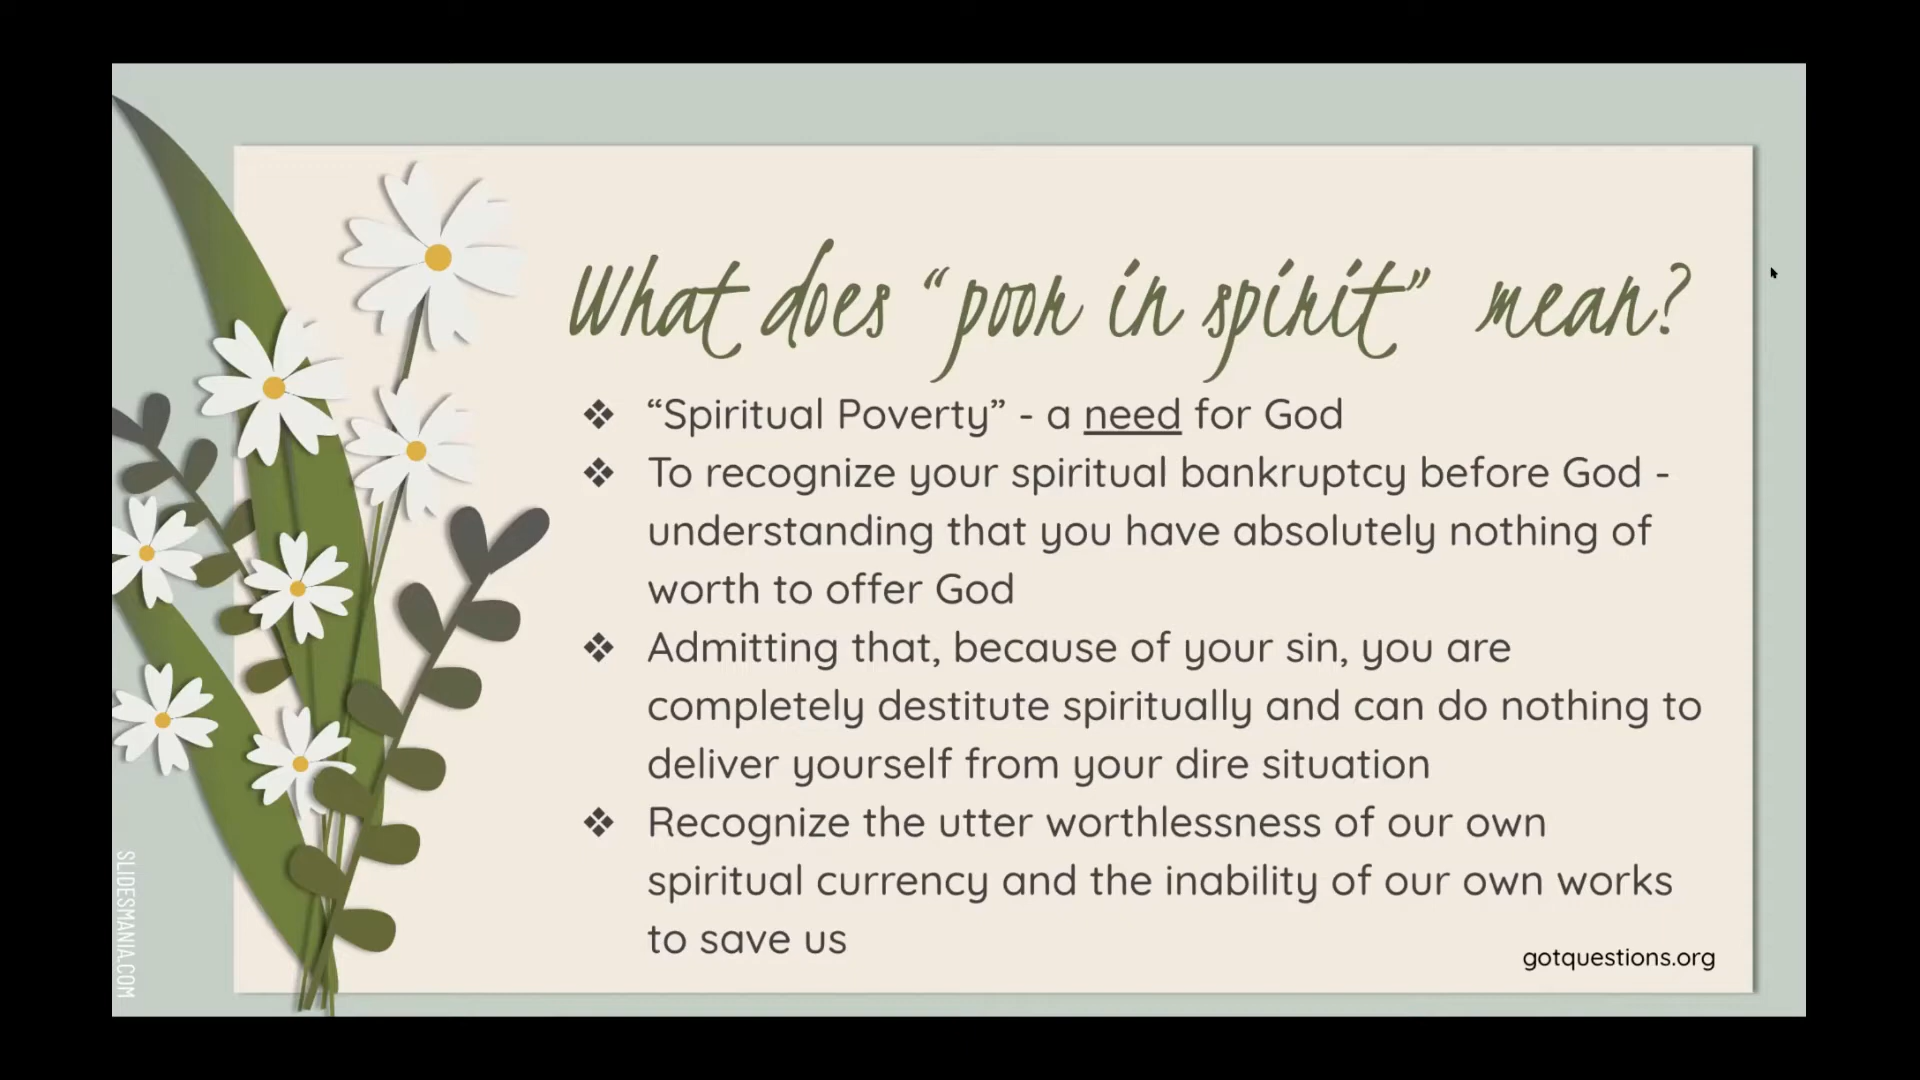 What does “poor in spirit” mean?
❖ “Spiritual Poverty” - a need for God
❖ To recognize your spiritual bankruptcy before God -
understanding that you have absolutely nothing of
worth to offer God
❖ Admitting that, because of your sin, you are
completely destitute spiritually and can do nothing to
deliver yourself from your dire situation
❖ Recognize the utter worthlessness of our own
spiritual currency and the inability of our own works
to save us
gotquestions.org
SLIDESMANIA.COM